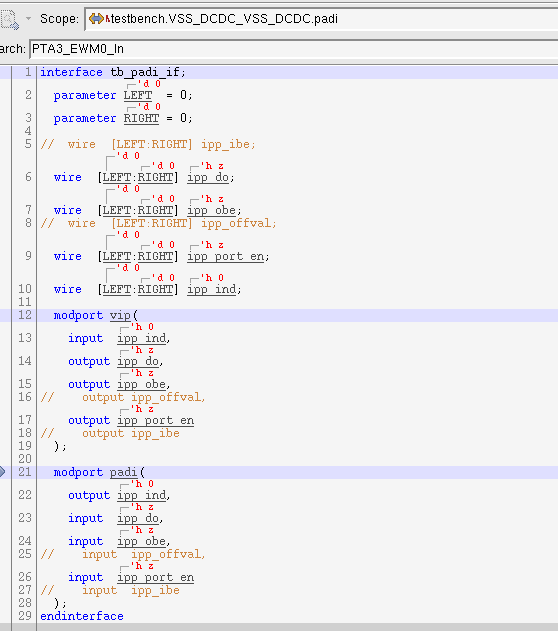 Scope: testbench.VSS_DCDC_VSS_DCDC.padi
arch: PTA3_EWM0_In
1 interface tb_padi_if;
'd 0
2 parameter LEFT = 0;
'd 0
3 parameter RIGHT = 0;
4
5 // wire [LEFT:RIGHT] ipp_ibe;
'd 0
'd 0 'h z
6 wire [LEFT:RIGHT] ipp_do;
'd 0
'd 0 'h z
7 wire [LEFT:RIGHT] ipp_obe;
8 // wire [LEFT:RIGHT] ipp_offval;
'd 0
'd 0 'h z
9 wire [LEFT:RIGHT] ipp_port_en;
'd 0
'd 0 'h 0
10 wire [LEFT:RIGHT] ipp_ind;
11
12 modport vip(
'h 0
13 input ipp_ind,
'h z
14 output ipp_do,
'h z
15 output ipp_obe,
16 // output ipp_offval,
'h z
17 output ipp_port_en
18 // output ipp_ibe
19 );
20
21 modport padi(
'h 0
22 output ipp_ind,
'h z
23 input ipp_do,
'h z
24 input ipp_obe,
25 // input ipp_offval,
'h z
26 input ipp_port_en
27 // input ipp_ibe
28 );
29 endinterface